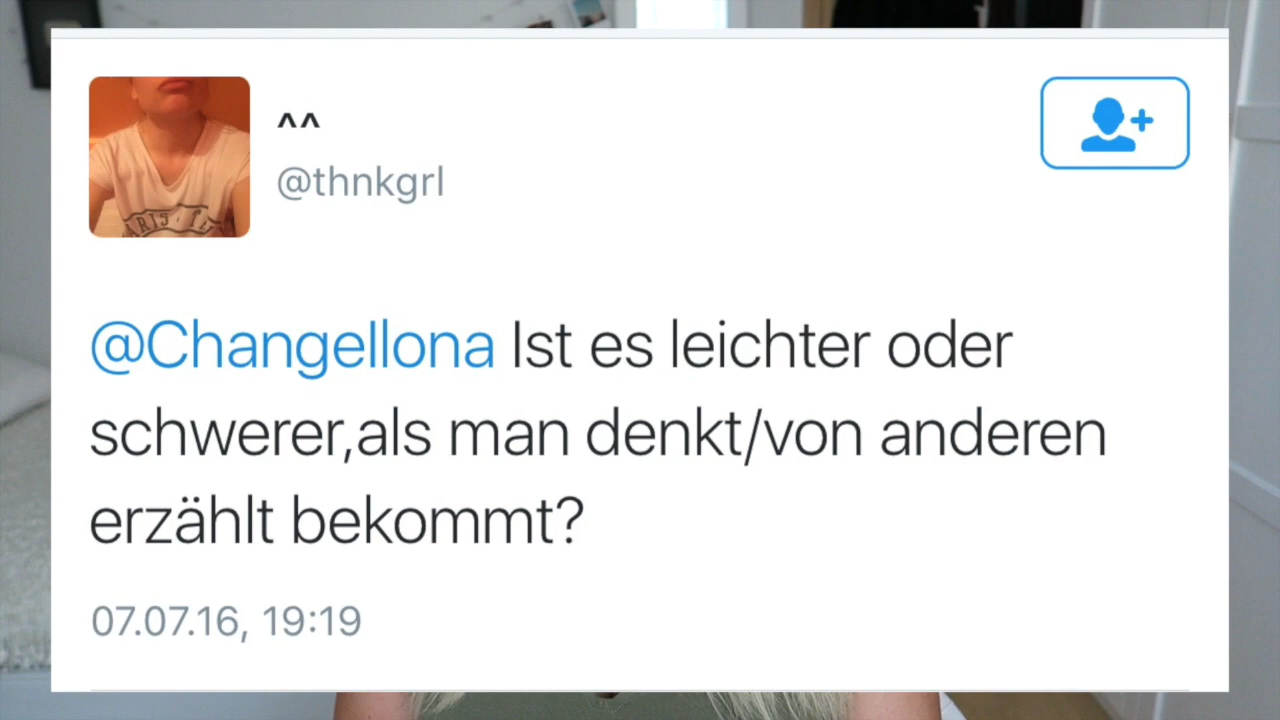 ^^
@thnkgrl
@Changellona Ist es leichter oder
schwerer,als man denkt/von anderen
erzählt bekommt?
07.07.16, 19:19